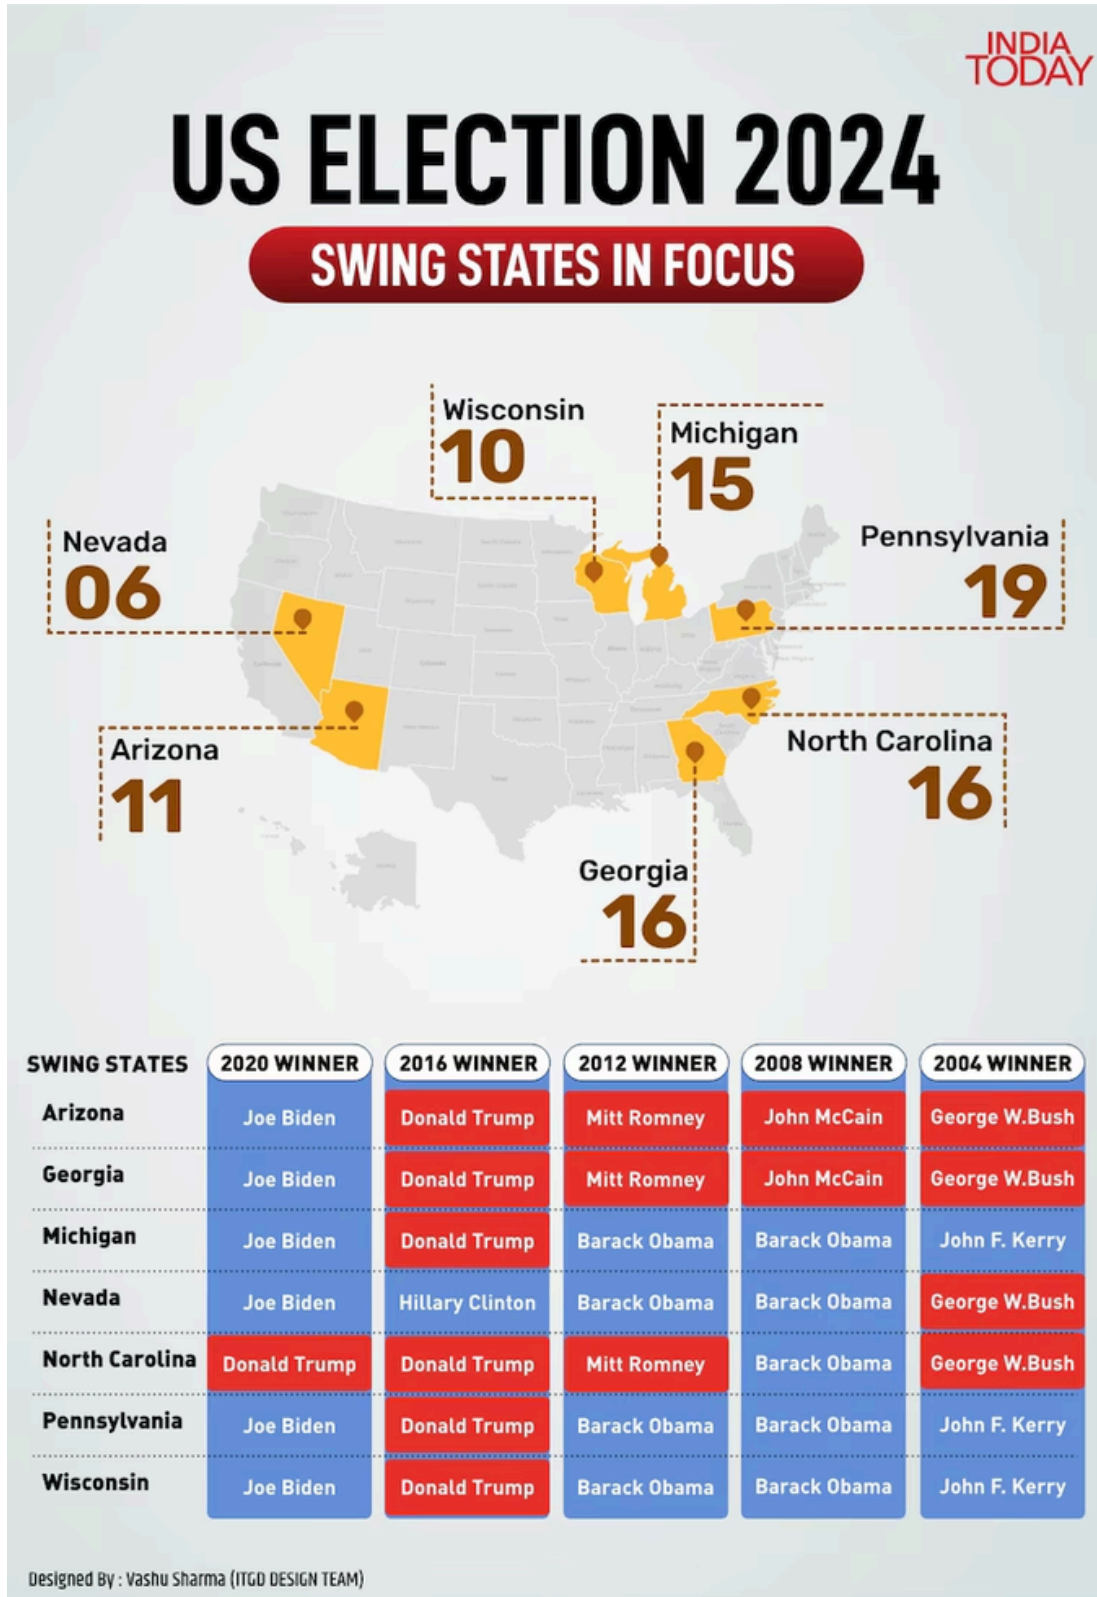 INDIA
TODAY
US ELECTION 2024
SWING STATES IN FOCUS
Wisconsin
10
Michigan
15
Nevada
06
Pennsylvania
19
Arizona
11
North Carolina
16
Georgia
16
SWING STATES 2020 WINNER 2016 WINNER 2012 WINNER 2008 WINNER 2004 WINNER
Arizona Joe Biden Donald Trump Mitt Romney John McCain George W.Bush
Georgia Joe Biden Donald Trump Mitt Romney John McCain George W.Bush
Michigan Joe Biden Donald Trump Barack Obama Barack Obama John F. Kerry
Nevada Joe Biden Hillary Clinton Barack Obama Barack Obama George W.Bush
North Carolina Donald Trump Donald Trump Mitt Romney Barack Obama George W.Bush
Pennsylvania Joe Biden Donald Trump Barack Obama Barack Obama John F. Kerry
Wisconsin Joe Biden Donald Trump Barack Obama Barack Obama John F. Kerry
Designed By : Vashu Sharma (ITGD DESIGN TEAM)